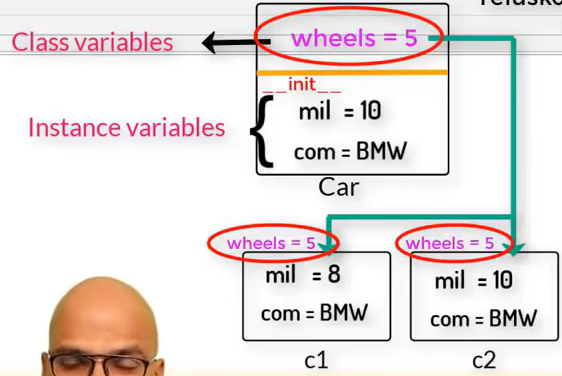 Class variables
wheels = 5
__init__
Instance variables
mil = 10
com = BMW
Car
wheels = 5
wheels = 5
mil = 8
com = BMW
mil = 10
com = BMW
c1
c2